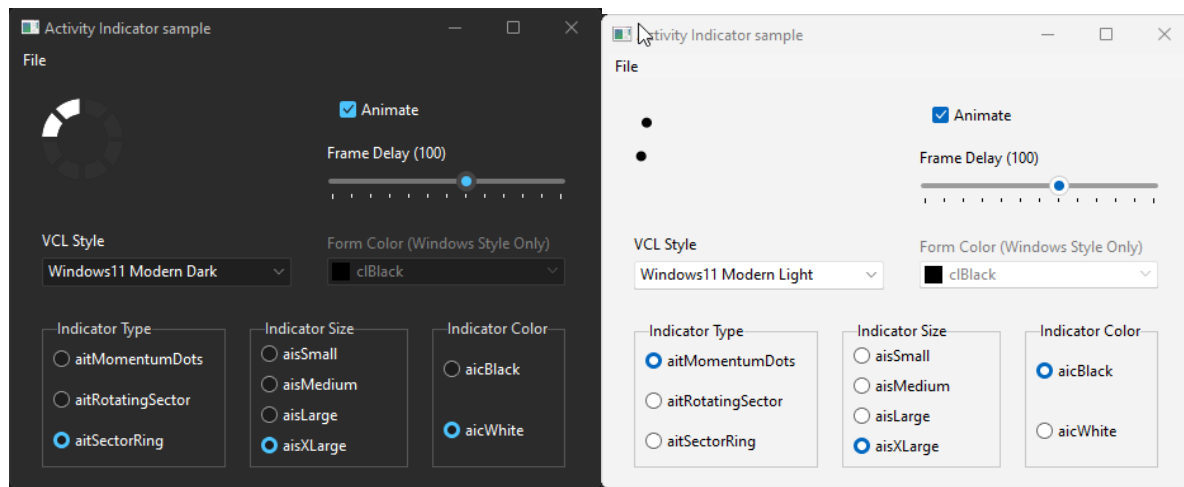 Activity Indicator sample
File
Animate
Frame Delay (100)
VCL Style
Form Color (Windows Style Only)
Windows11 Modern Dark
clBlack
Indicator Type
aitMomentumDots
aitRotatingSector
aitSectorRing
Indicator Size
aisSmall
aisMedium
aisLarge
aisXLarge
Indicator Color
aicBlack
aicWhite
Activity Indicator sample
File
Animate
Frame Delay (100)
VCL Style
Form Color (Windows Style Only)
Windows11 Modern Light
clBlack
Indicator Type
aitMomentumDots
aitRotatingSector
aitSectorRing
Indicator Size
aisSmall
aisMedium
aisLarge
aisXLarge
Indicator Color
aicBlack
aicWhite